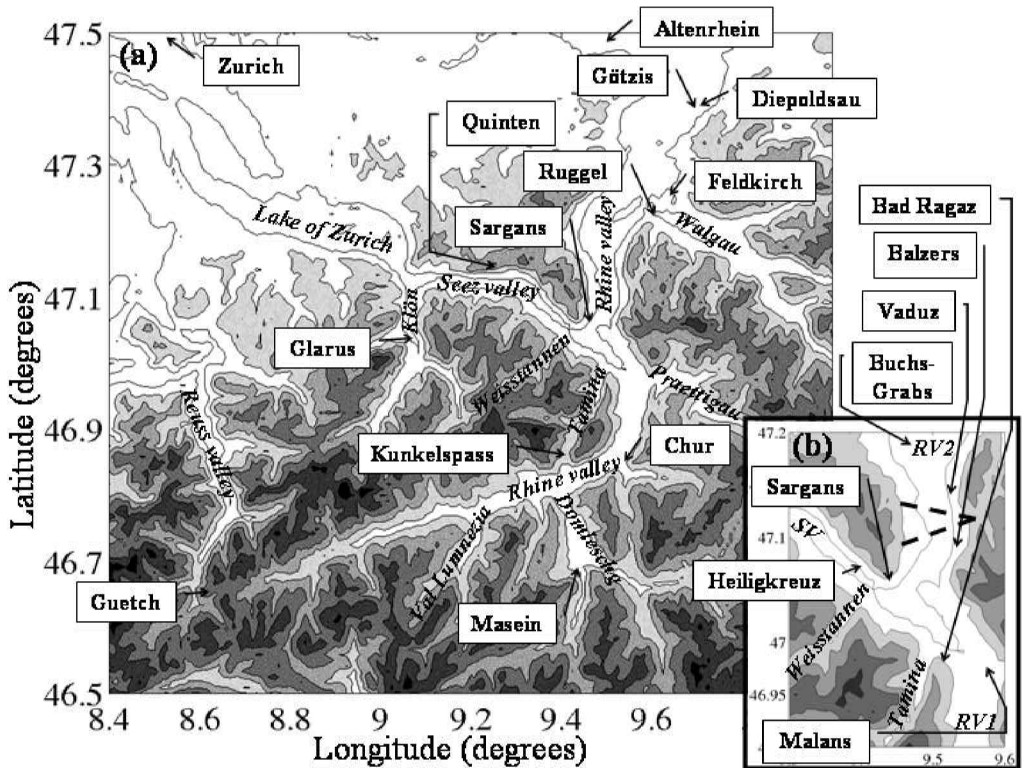 47.5
(a)
Altenrhein
Zurich
Götzis
Diepoldsau
Quinten
47.3
Ruggel
Feldkirch
Bad Ragaz
Sargans
Lake of Zurich
Rhine valley
Walgau
Balzers
Seez valley
47.1
Klön
Vaduz
Glarus
Weisstannen
Buchs-
Grabs
Tamina
Praettigau
Reuss valley
46.9
Kunkelspass
Chur
Rhine valley
Latitude (degrees)
Domleschg
Val Lumnezia
46.7
Guetch
Masein
46.5
8.4
8.6
8.8
9
9.2
9.4
9.6
Longitude (degrees)
47.2
(b)
RV2
Sargans
SV
47.1
Heiligkreuz
Weisstannen
47
46.95
Tamina
RV1
Malans
9.5
9.6